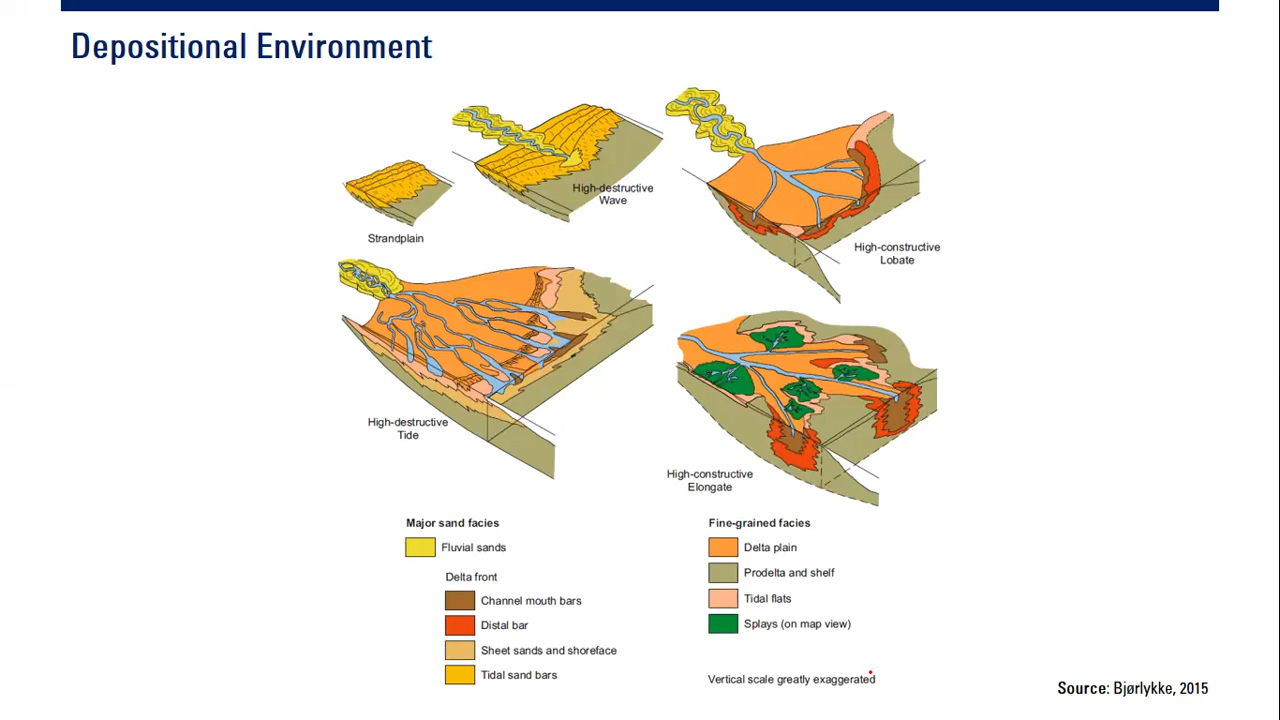 Depositional Environment
High-destructive
Wave
Strandplain
High-constructive
Lobate
High-destructive
Tide
High-constructive
Elongate
Major sand facies
Fluvial sands
Delta front
Channel mouth bars
Distal bar
Sheet sands and shoreface
Tidal sand bars
Fine-grained facies
Delta plain
Prodelta and shelf
Tidal flats
Splays (on map view)
Vertical scale greatly exaggerated
Source: Bjørlykke, 2015